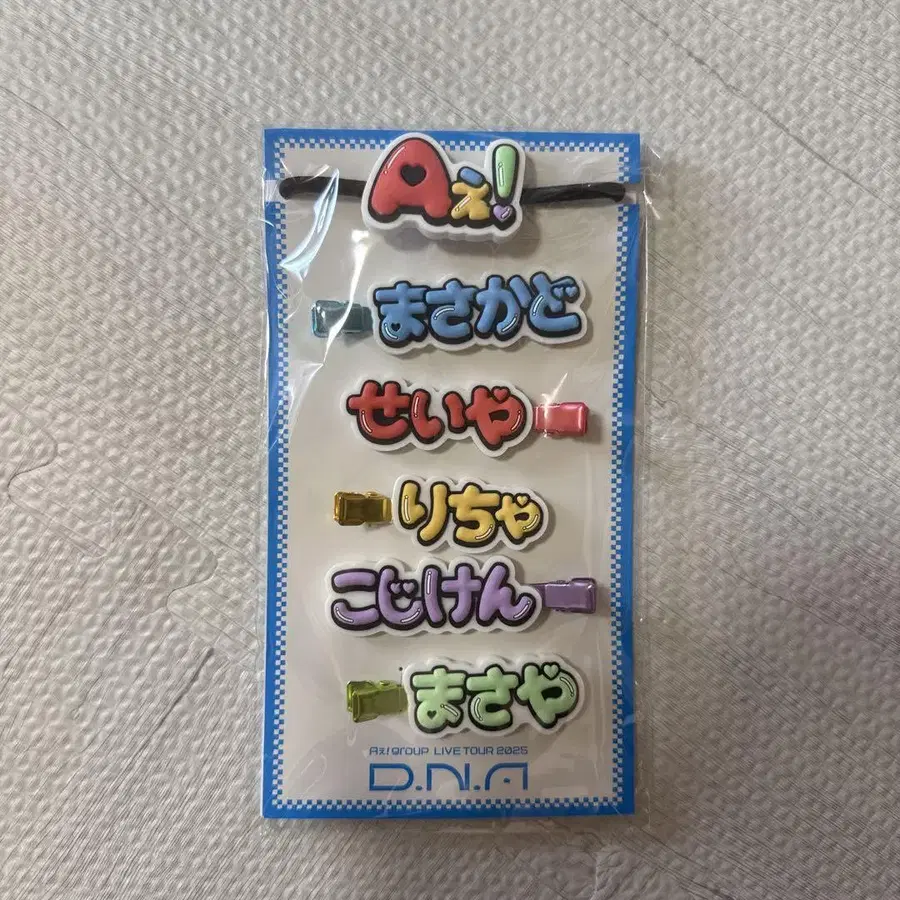 Aぇ!
まさかど
せいや
りちゃ
こじけん
まさや
Aぇ! group LIVE TOUR 2025
D.N.A